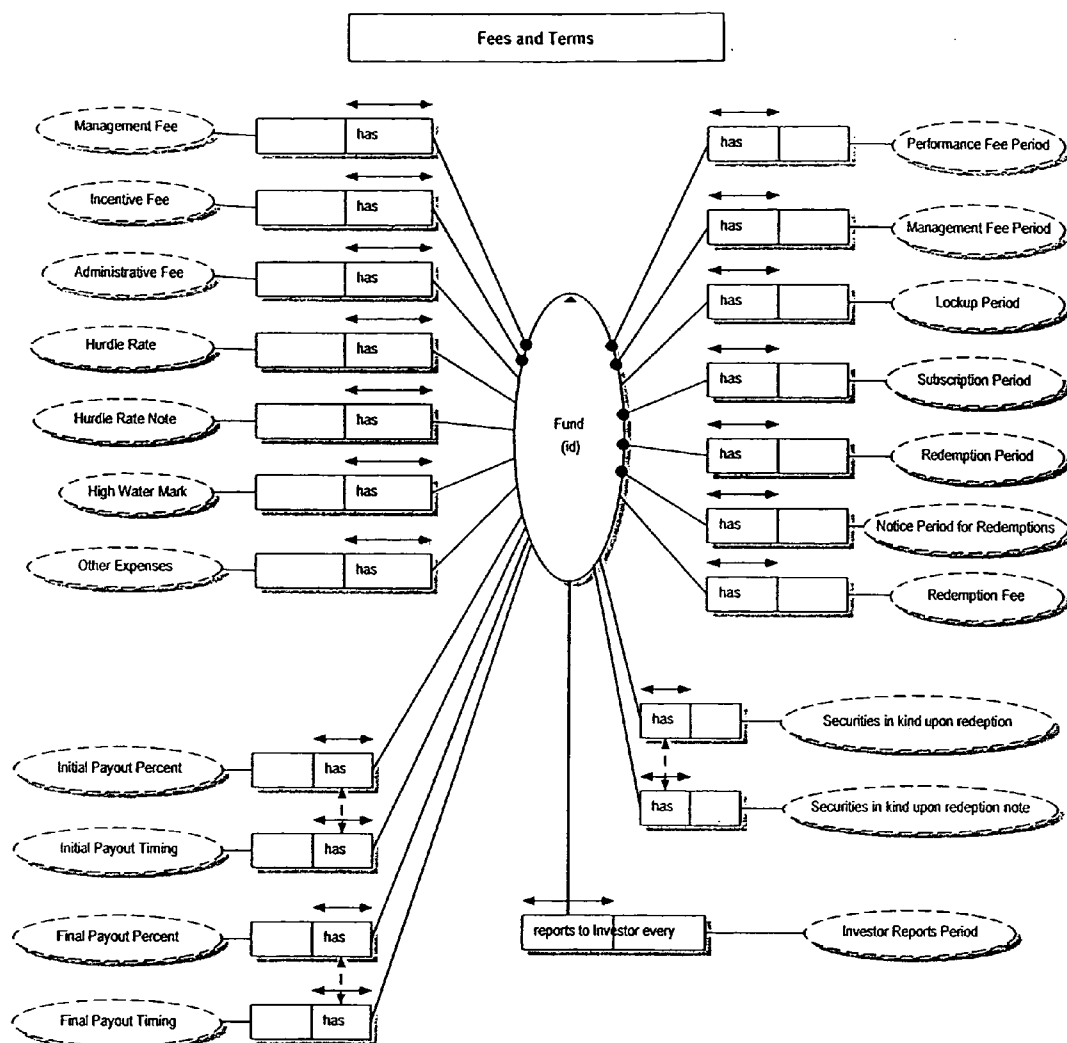 Fees and Terms
Management Fee
has
Incentive Fee
has
Administrative Fee
has
Hurdle Rate
has
Hurdle Rate Note
has
High Water Mark
has
Other Expenses
has
Fund
(id)
has
Performance Fee Period
has
Management Fee Period
has
Lockup Period
has
Subscription Period
has
Redemption Period
has
Notice Period for Redemptions
has
Redemption Fee
Initial Payout Percent
has
Initial Payout Timing
has
Final Payout Percent
has
Final Payout Timing
has
has
Securities in kind upon redeption
has
Securities in kind upon redeption note
reports to Investor every
Investor Reports Period